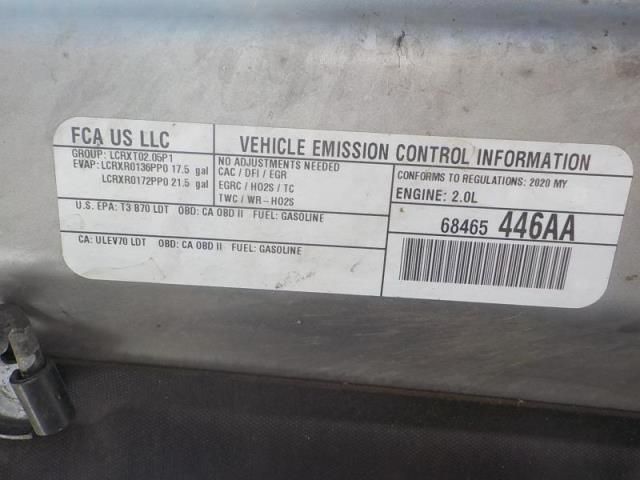 FCA US LLC
GROUP: LCRXT02.05P1
EVAP: LCRXR0136PP0 17.5 gal
LCRXR0172PP0 21.5 gal
U.S. EPA: T3 B70 LDT OBD: CA OBD II FUEL: GASOLINE
CA: ULEV70 LDT OBD: CA OBD II FUEL: GASOLINE
VEHICLE EMISSION CONTROL INFORMATION
NO ADJUSTMENTS NEEDED
CAC / DFI / EGR
EGRC / HO2S / TC
TWC / WR-HO2S
CONFORMS TO REGULATIONS: 2020 MY
ENGINE: 2.0L
68465 446AA